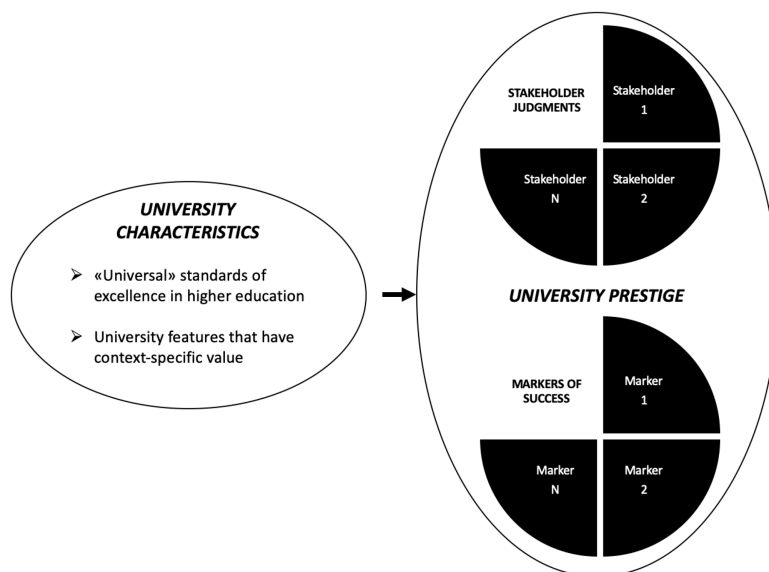 UNIVERSITY
CHARACTERISTICS
➢ «Universal» standards of
excellence in higher education
➢ University features that have
context-specific value
STAKEHOLDER
JUDGMENTS
Stakeholder
1
Stakeholder
N
Stakeholder
2
UNIVERSITY PRESTIGE
MARKERS OF
SUCCESS
Marker
1
Marker
N
Marker
2